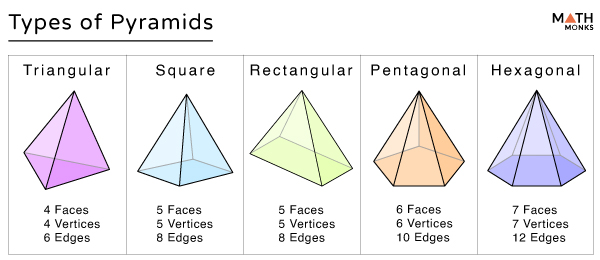 Types of Pyramids
MATH
MONKS
Triangular
Square
Rectangular
Pentagonal
Hexagonal
4 Faces
4 Vertices
6 Edges
5 Faces
5 Vertices
8 Edges
5 Faces
5 Vertices
8 Edges
6 Faces
6 Vertices
10 Edges
7 Faces
7 Vertices
12 Edges